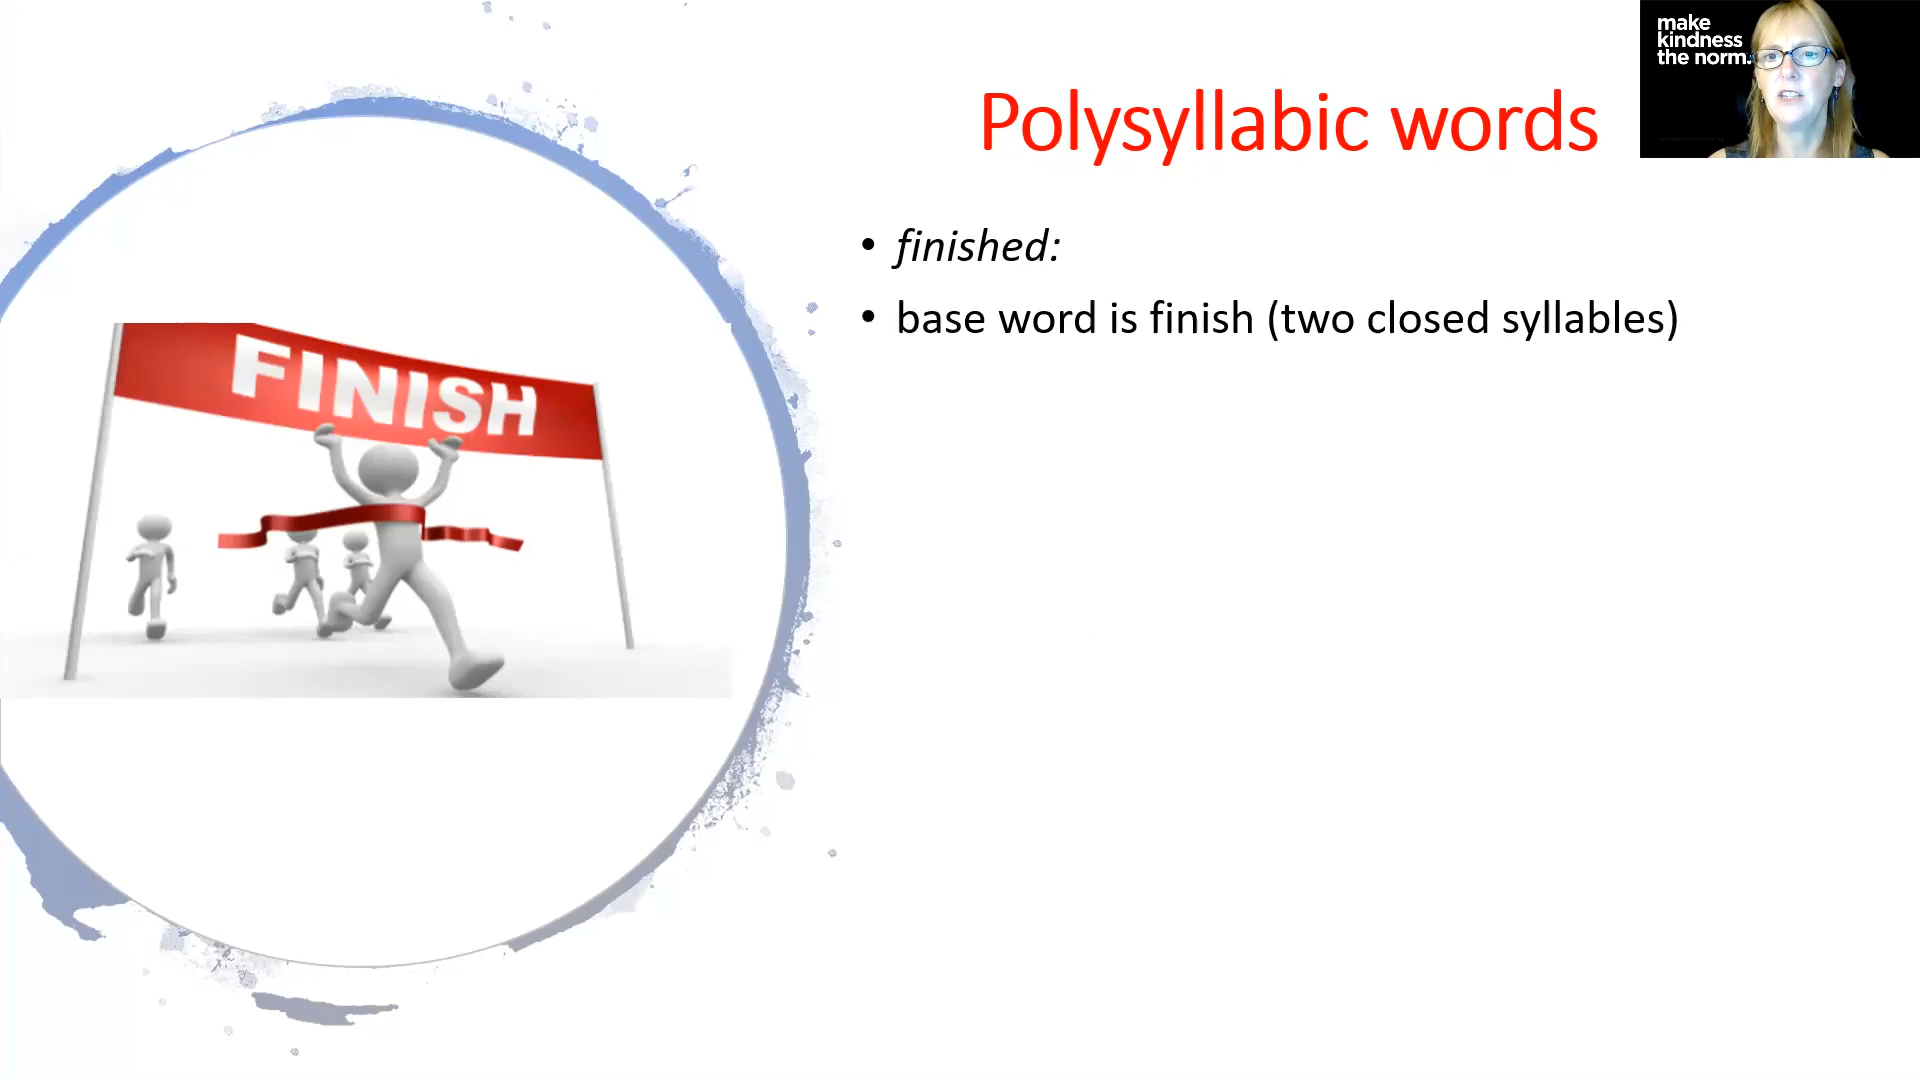 make
kindness
the norm.
Polysyllabic words
• finished:
• base word is finish (two closed syllables)
FINISH